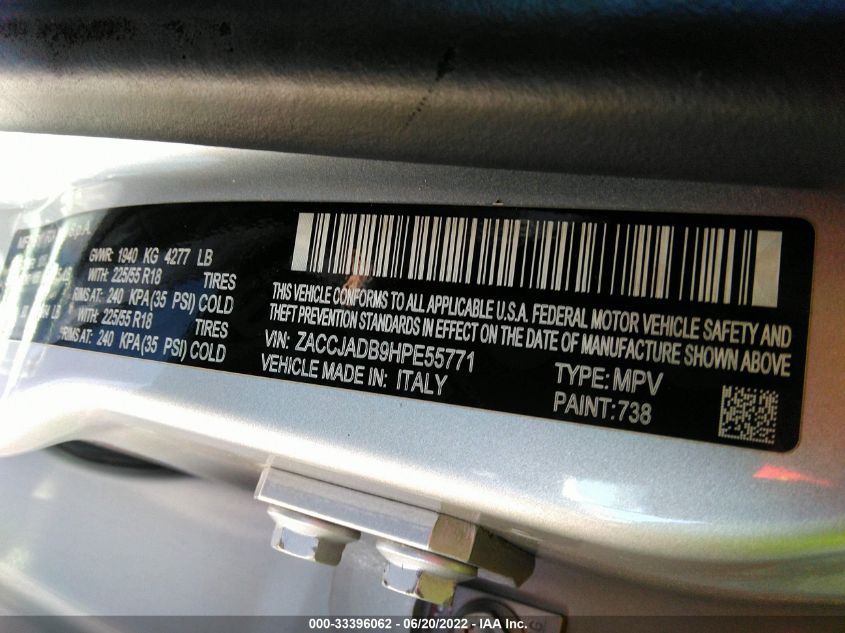 GVWR: 1940 KG 4277 LB
WITH: 225/55 R18 TIRES
RIMS AT: 240 KPA(35 PSI) COLD
WITH: 225/55 R18 TIRES
RIMS AT: 240 KPA(35 PSI) COLD
THIS VEHICLE CONFORMS TO ALL APPLICABLE U.S.A. FEDERAL MOTOR VEHICLE SAFETY AND
THEFT PREVENTION STANDARDS IN EFFECT ON THE DATE OF MANUFACTURE SHOWN ABOVE
VIN: ZACCJADB9HPE55771
TYPE: MPV
VEHICLE MADE IN: ITALY
PAINT: 738
000-33396062 - 06/20/2022 - IAA Inc.